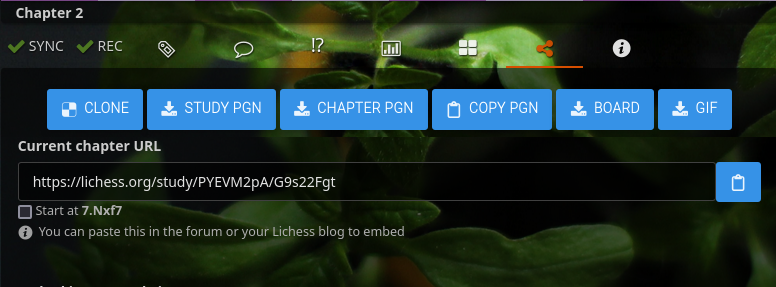 Chapter 2
SYNC REC !?
CLONE STUDY PGN CHAPTER PGN COPY PGN BOARD GIF
Current chapter URL
https://lichess.org/study/PYEVM2pA/G9s22Fgt
Start at 7.Nxf7
You can paste this in the forum or your Lichess blog to embed